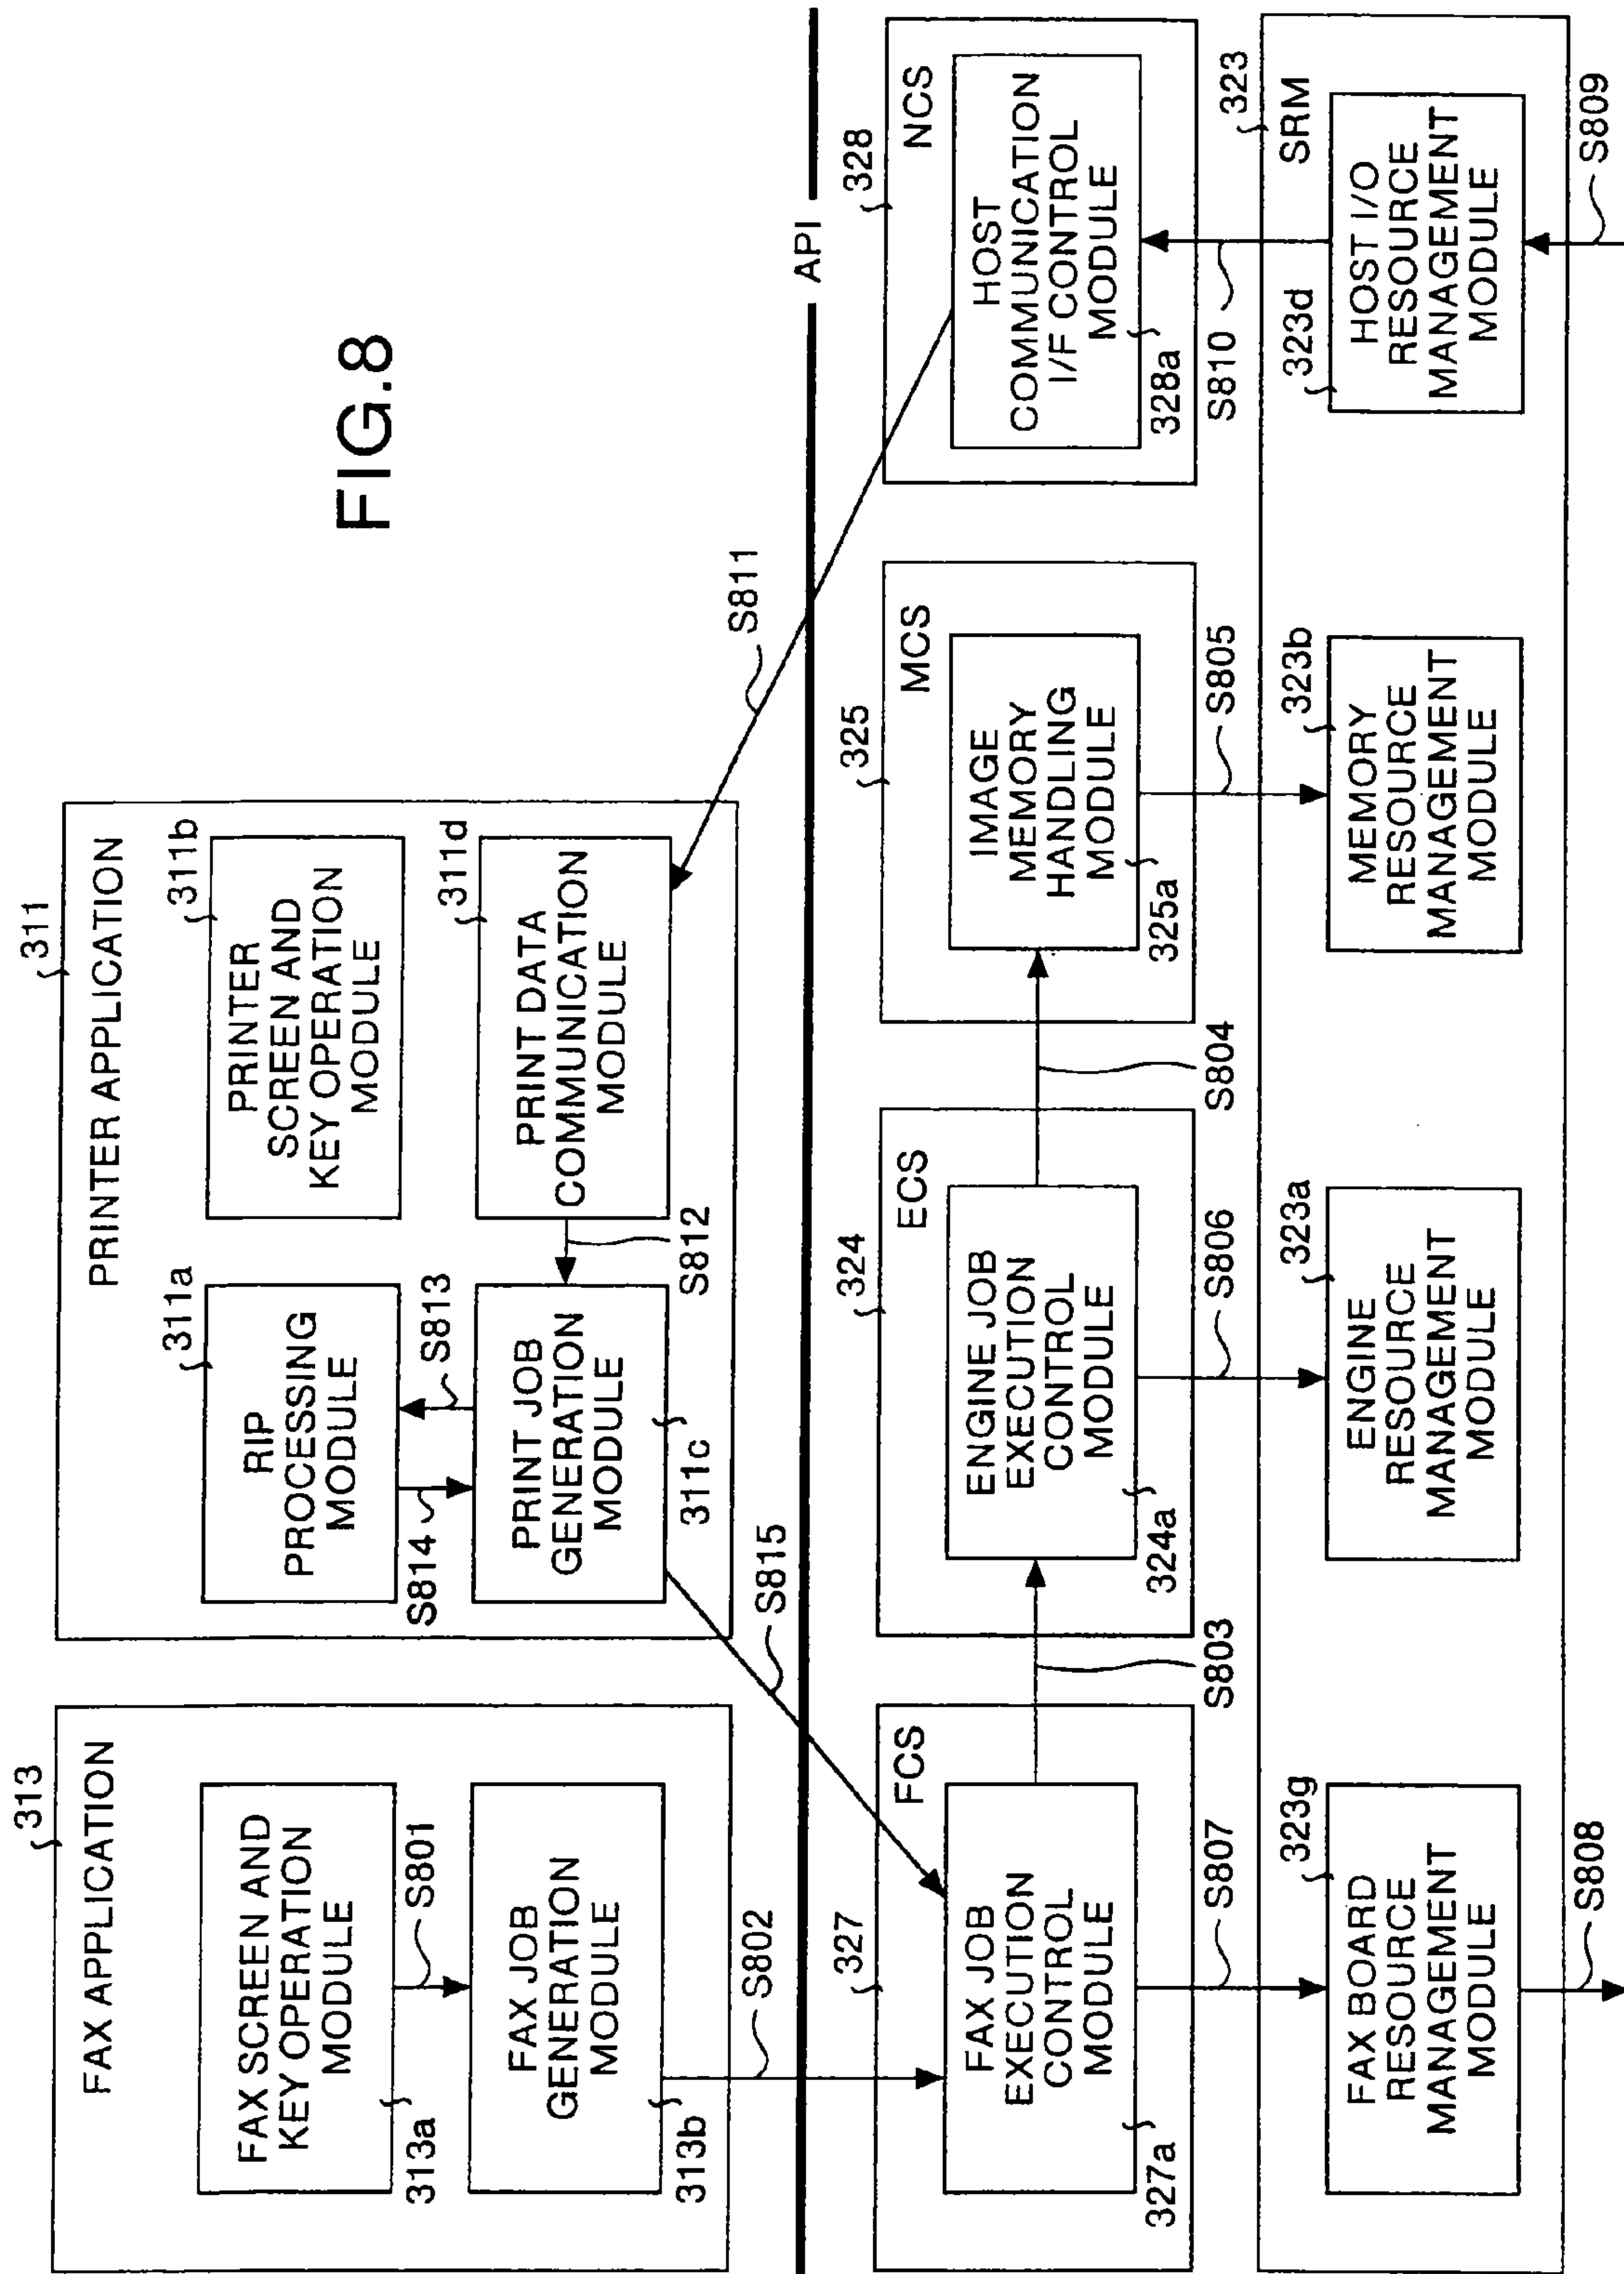 FIG.8
313
FAX APPLICATION
FAX SCREEN AND
KEY OPERATION
MODULE
313a
S801
FAX JOB
GENERATION
MODULE
313b
S802
311
PRINTER APPLICATION
311a
RIP
PROCESSING
MODULE
311b
PRINTER
SCREEN AND
KEY OPERATION
MODULE
S814
S813
PRINT JOB
GENERATION
MODULE
311c
S812
311d
PRINT DATA
COMMUNICATION
MODULE
S815
S811
API
327
FCS
FAX JOB
EXECUTION
CONTROL
MODULE
327a
S803
324
ECS
ENGINE JOB
EXECUTION
CONTROL
MODULE
324a
S804
325
MCS
IMAGE
MEMORY
HANDLING
MODULE
325a
328
NCS
HOST
COMMUNICATION
I/F CONTROL
MODULE
328a
S807
S806
S805
S810
323
SRM
323g
FAX BOARD
RESOURCE
MANAGEMENT
MODULE
323a
ENGINE
RESOURCE
MANAGEMENT
MODULE
323b
MEMORY
RESOURCE
MANAGEMENT
MODULE
323d
HOST I/O
RESOURCE
MANAGEMENT
MODULE
S808
S809